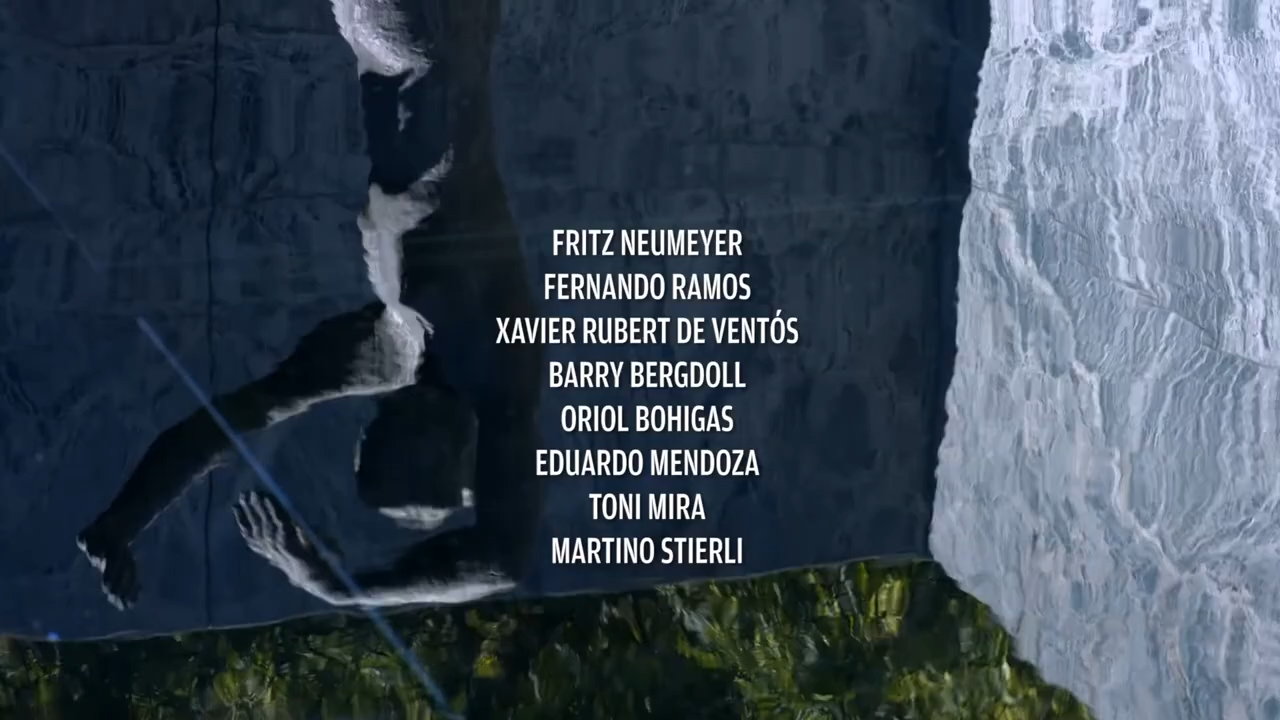 FRITZ NEUMEYER
FERNANDO RAMOS
XAVIER RUBERT DE VENTÓS
BARRY BERGDOLL
ORIOL BOHIGAS
EDUARDO MENDOZA
TONI MIRA
MARTINO STIERLI